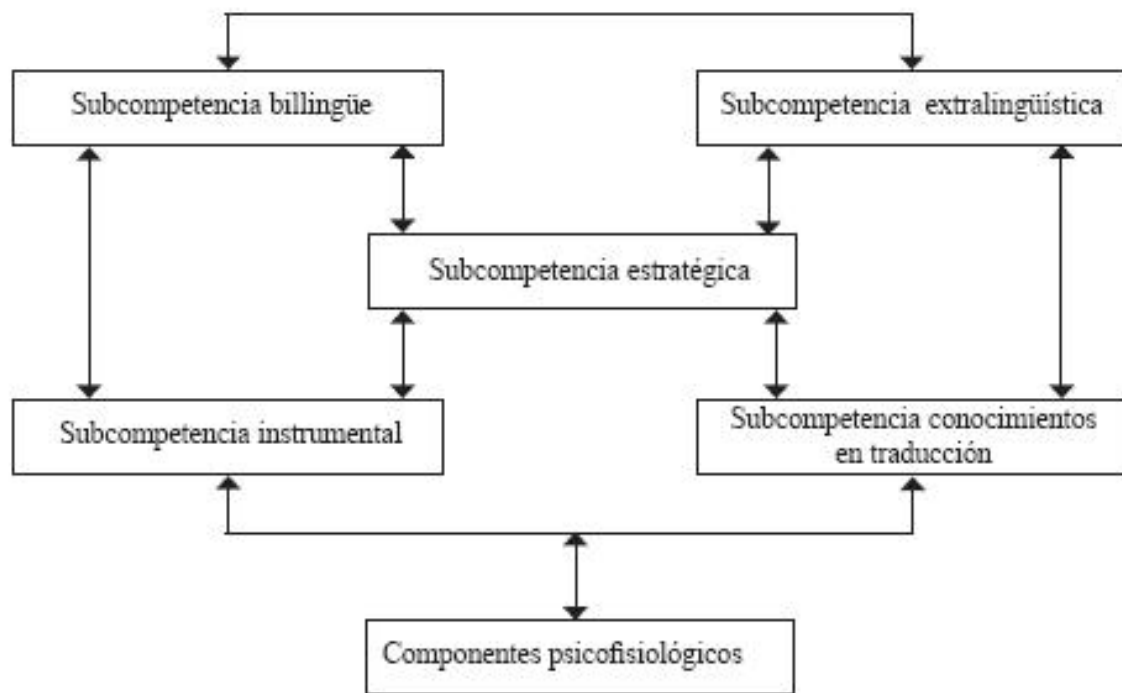 Subcompetencia billingüe
Subcompetencia extralingüística
Subcompetencia estratégica
Subcompetencia instrumental
Subcompetencia conocimientos
en traducción
Componentes psicofisiológicos